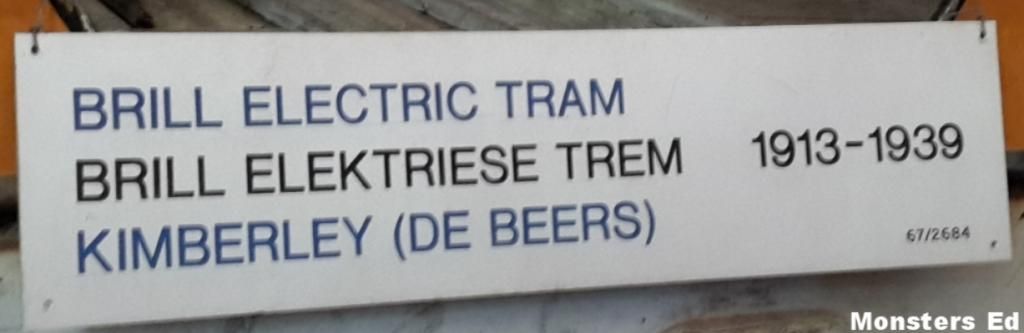 BRILL ELECTRIC TRAM
BRILL ELEKTRIESE TREM 1913-1939
KIMBERLEY (DE BEERS)
67/2684
Monsters Ed